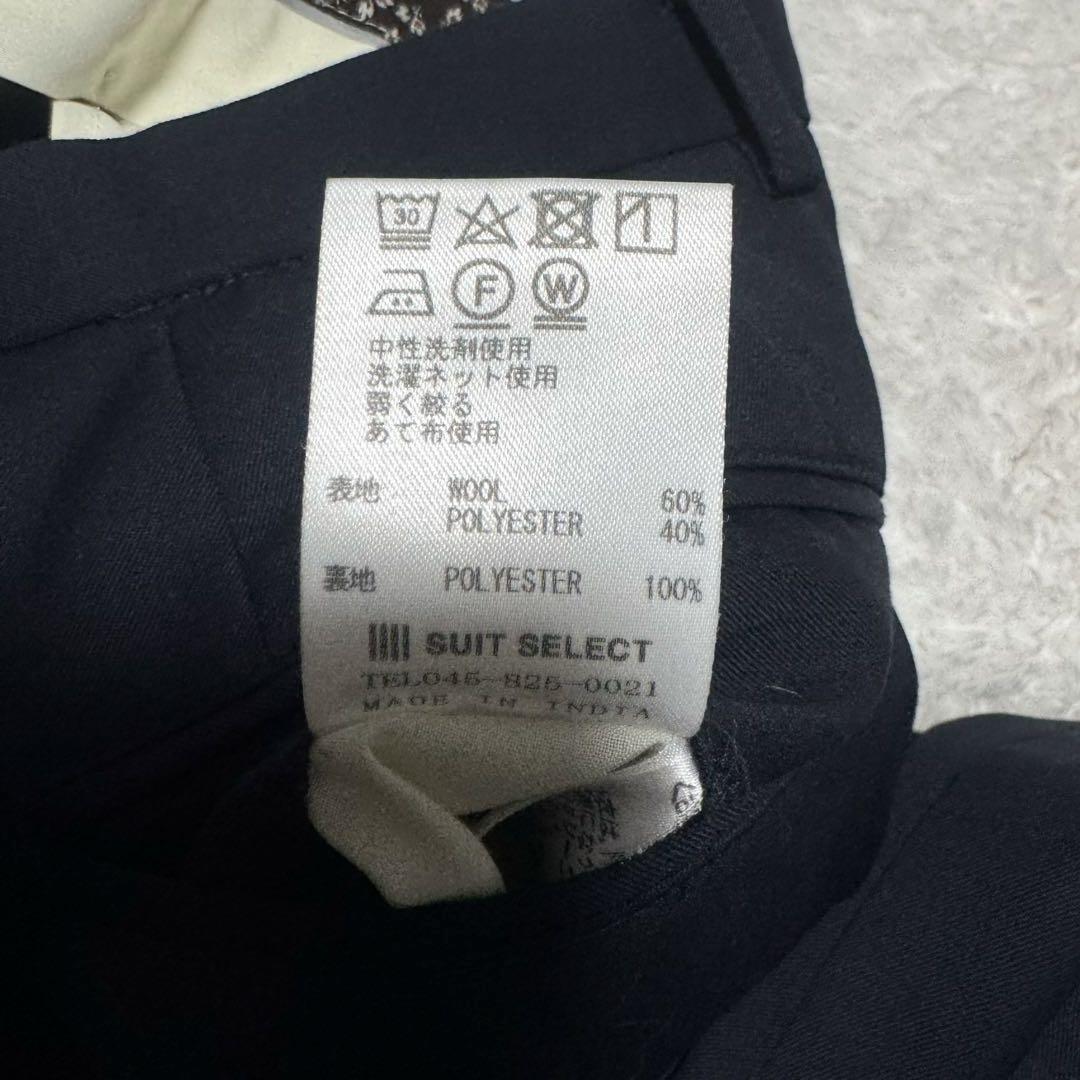 30
F W
中性洗剤使用
洗濯ネット使用
弱く絞る
あて布使用
表地 WOOL 60%
POLYESTER 40%
裏地 POLYESTER 100%
SUIT SELECT
TEL045-825-0021
MADE IN INDIA